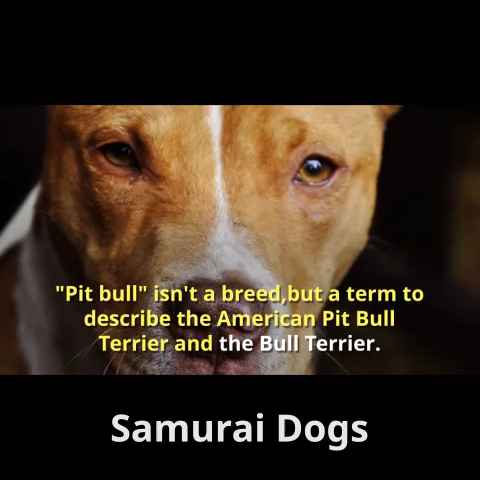 "Pit bull" isn't a breed,but a term to
describe the American Pit Bull
Terrier and the Bull Terrier.
Samurai Dogs